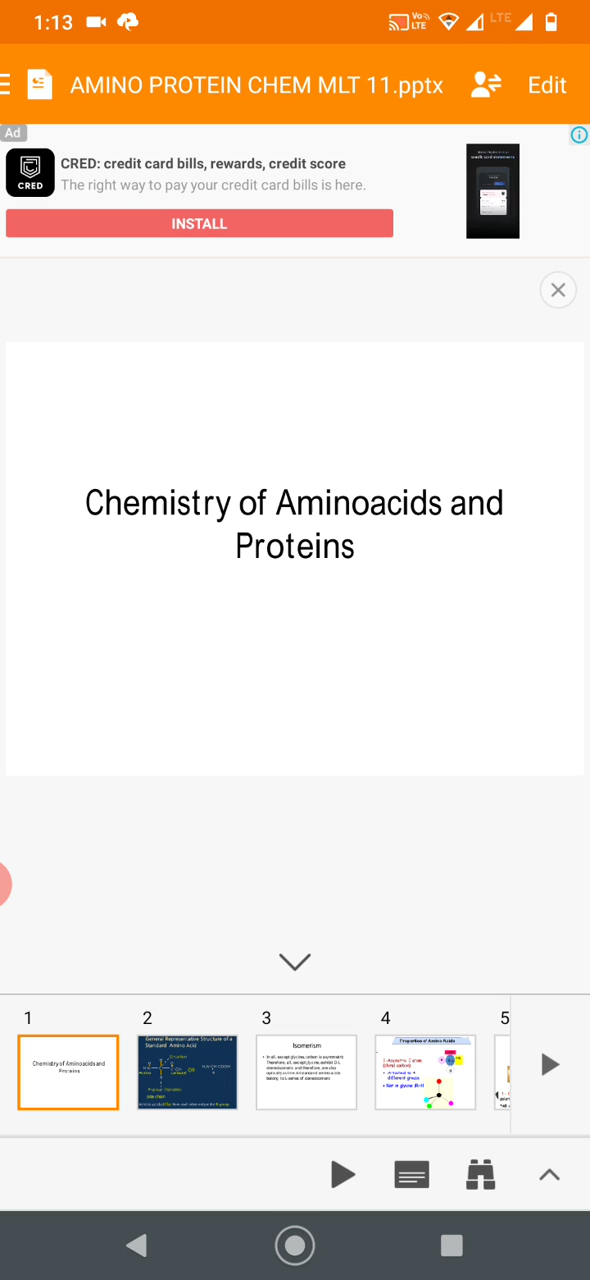 1:13
Vo
LTE
LTE
AMINO PROTEIN CHEM MLT 11.pptx
Edit
Ad
CRED: credit card bills, rewards, credit score
The right way to pay your credit card bills is here.
CRED
INSTALL
Chemistry of Aminoacids and
Proteins
1
2
3
4
5
Chemistry of Aminoacids and
Proteins
General Representative Structure of a
Standard Amino Acid
Isomerism
Properties of Amino Acids